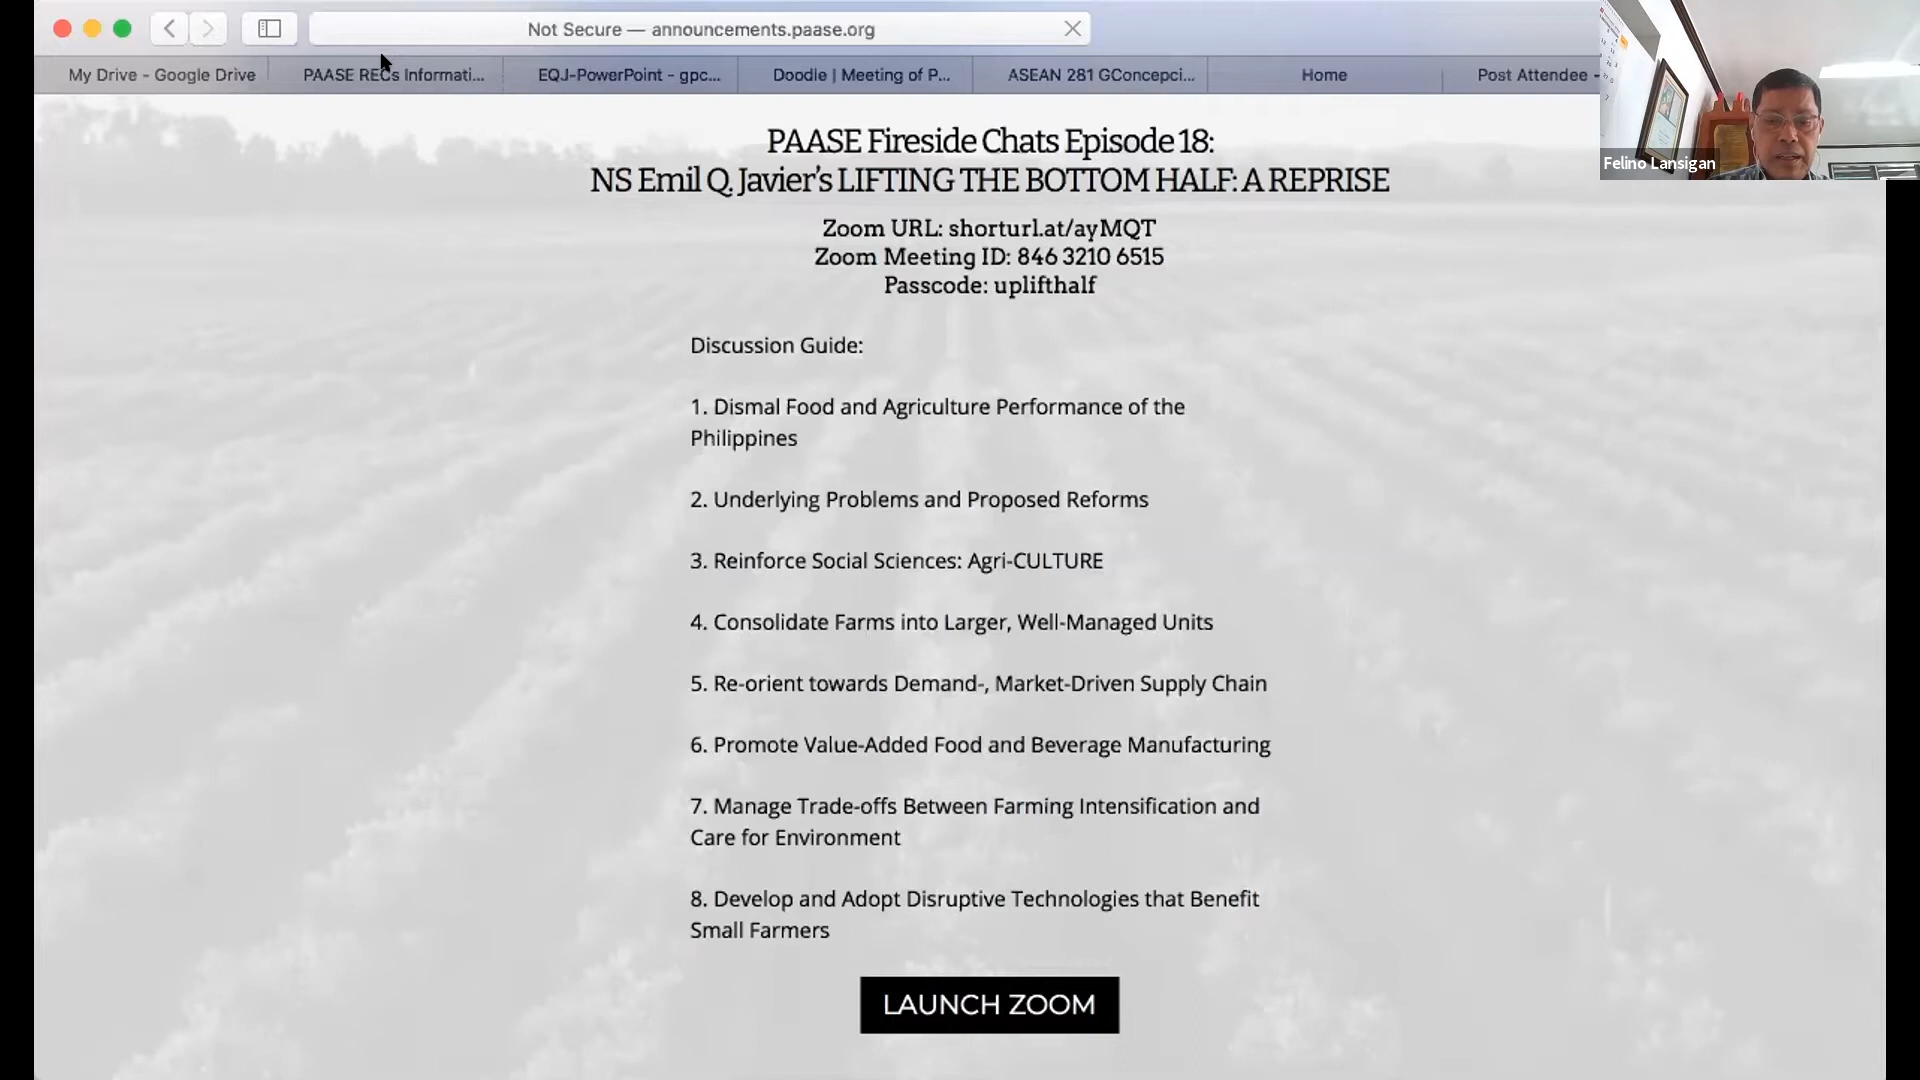 Not Secure — announcements.paase.org
My Drive - Google Drive
PAASE RECs Informati...
EQJ-PowerPoint - gpc...
Doodle | Meeting of P...
ASEAN 281 GConcepci...
Home
Post Attendee -
Felino Lansigan
PAASE Fireside Chats Episode 18:
NS Emil Q. Javier’s LIFTING THE BOTTOM HALF: A REPRISE
Zoom URL: shorturl.at/ayMQT
Zoom Meeting ID: 846 3210 6515
Passcode: uplifthalf
Discussion Guide:
1. Dismal Food and Agriculture Performance of the
Philippines
2. Underlying Problems and Proposed Reforms
3. Reinforce Social Sciences: Agri-CULTURE
4. Consolidate Farms into Larger, Well-Managed Units
5. Re-orient towards Demand-, Market-Driven Supply Chain
6. Promote Value-Added Food and Beverage Manufacturing
7. Manage Trade-offs Between Farming Intensification and
Care for Environment
8. Develop and Adopt Disruptive Technologies that Benefit
Small Farmers
LAUNCH ZOOM